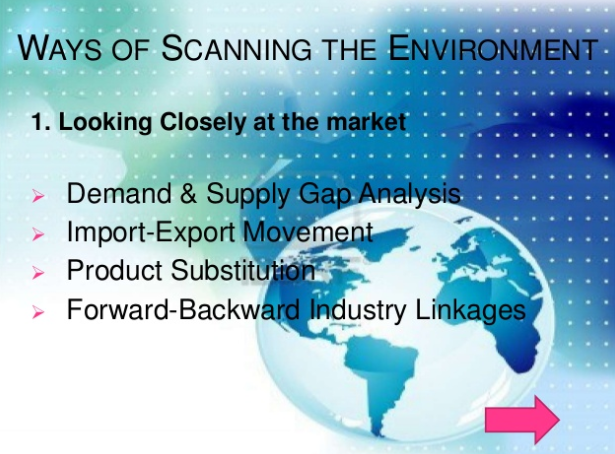 WAYS OF SCANNING THE ENVIRONMENT
1. Looking Closely at the market
Demand & Supply Gap Analysis
Import-Export Movement
Product Substitution
Forward-Backward Industry Linkages